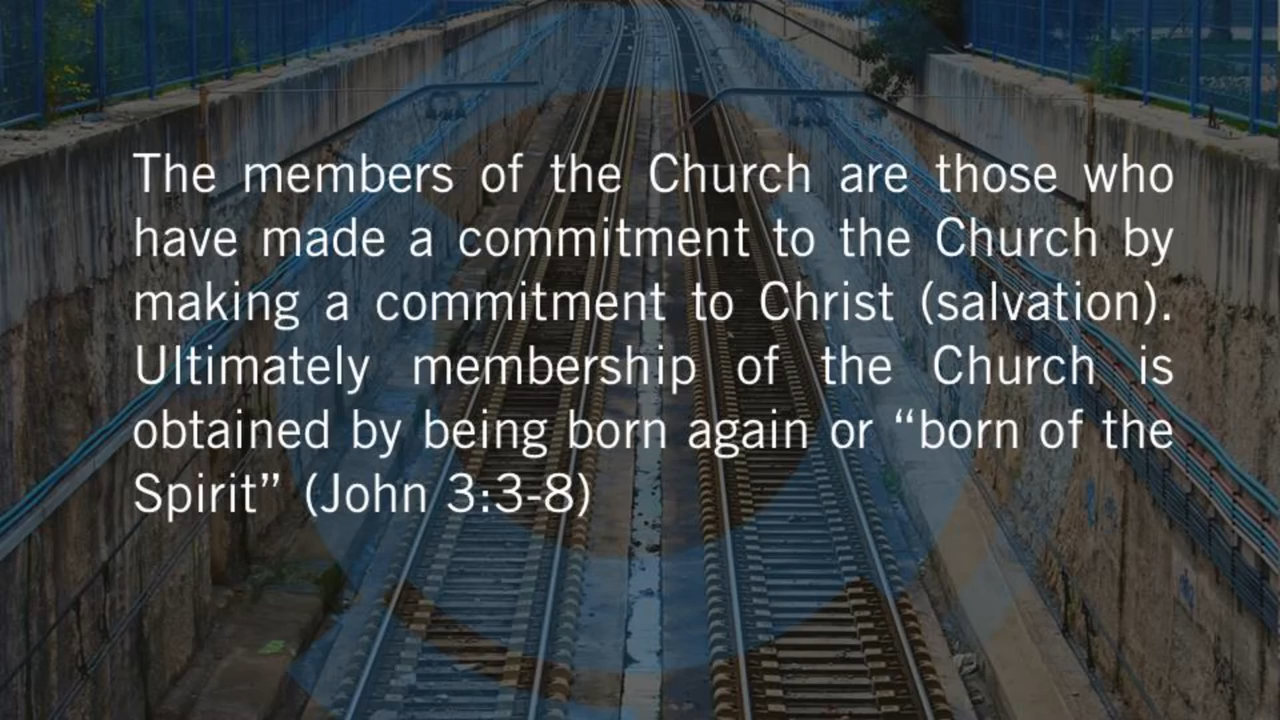 The members of the Church are those who
have made a commitment to the Church by
making a commitment to Christ (salvation).
Ultimately membership of the Church is
obtained by being born again or “born of the
Spirit” (John 3:3-8)